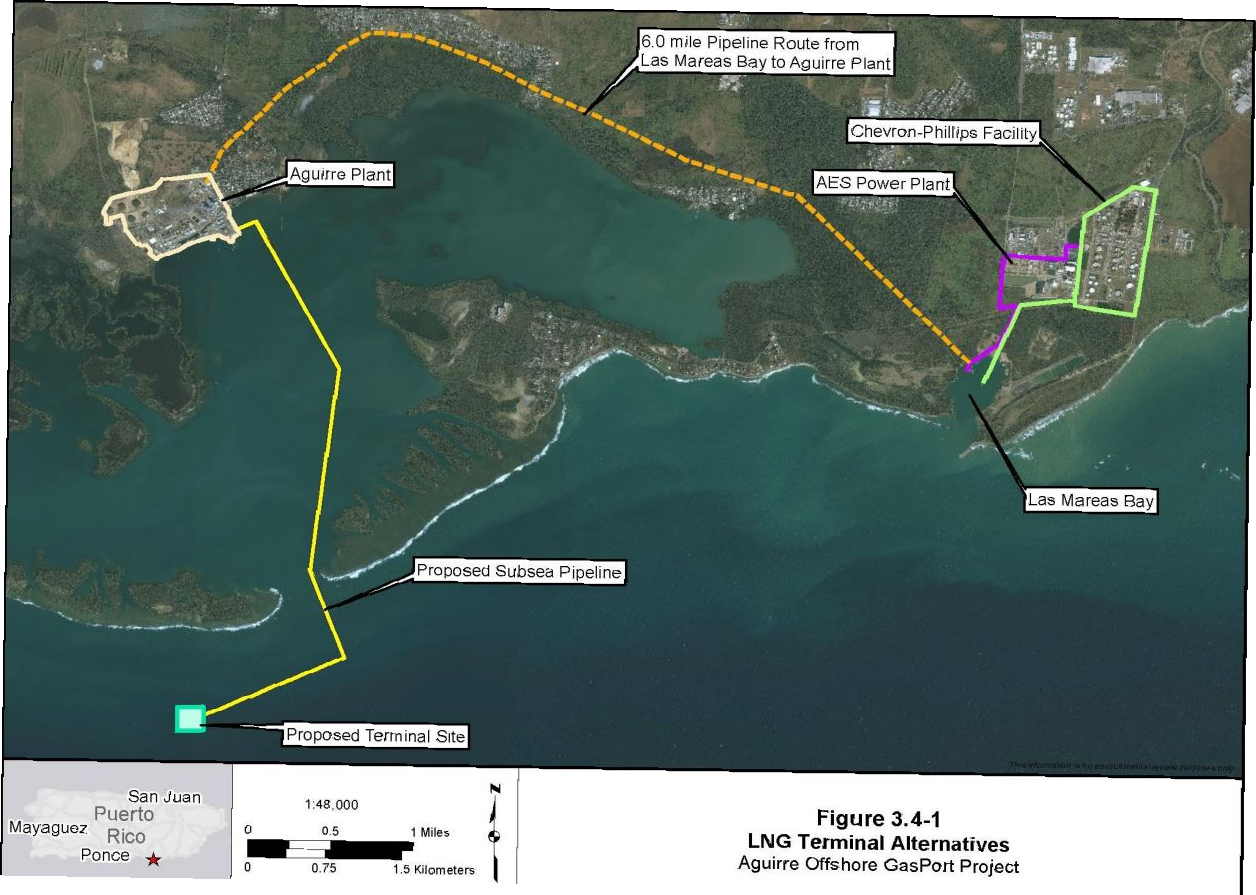 6.0 mile Pipeline Route from
Las Mareas Bay to Aguirre Plant
Chevron-Phillips Facility
Aguirre Plant
AES Power Plant
Las Mareas Bay
Proposed Subsea Pipeline
Proposed Terminal Site
This information is for environmental review purposes only.
San Juan
Puerto
Rico
Mayaguez
Ponce
1:48,000
0 0.5 1 Miles
0 0.75 1.5 Kilometers
N
Figure 3.4-1
LNG Terminal Alternatives
Aguirre Offshore GasPort Project